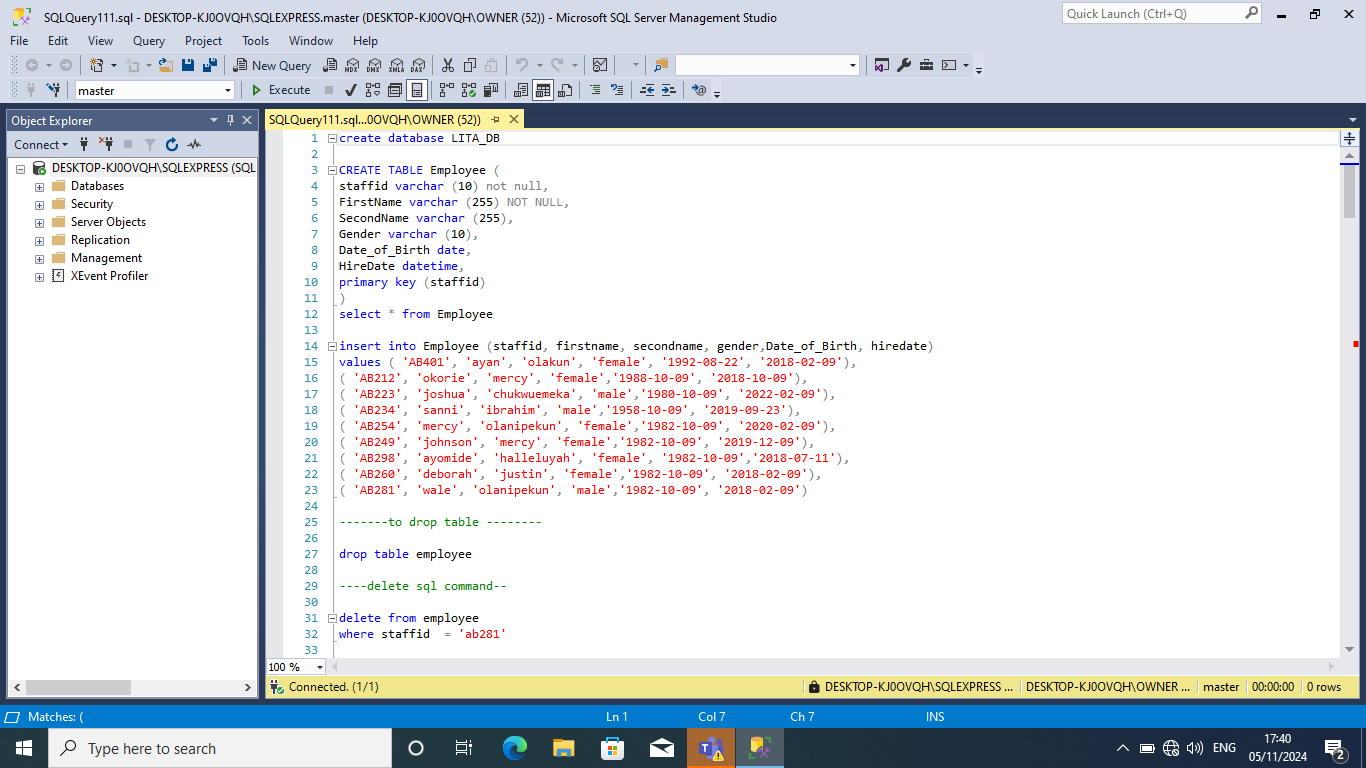 SQLQuery111.sql - DESKTOP-KJ0OVQH\SQLEXPRESS.master (DESKTOP-KJ0OVQH\OWNER (52)) - Microsoft SQL Server Management Studio
Quick Launch (Ctrl+Q)
File Edit View Query Project Tools Window Help
New Query MDX DMX XMLA DAX
master Execute
Object Explorer
SQLQuery111.sql...0OVQH\OWNER (52))
Connect
DESKTOP-KJ0OVQH\SQLEXPRESS (SQL
Databases
Security
Server Objects
Replication
Management
XEvent Profiler
1 create database LITA_DB
2
3 CREATE TABLE Employee (
4 staffid varchar (10) not null,
5 FirstName varchar (255) NOT NULL,
6 SecondName varchar (255),
7 Gender varchar (10),
8 Date_of_Birth date,
9 HireDate datetime,
10 primary key (staffid)
11 )
12 select * from Employee
13
14 insert into Employee (staffid, firstname, secondname, gender,Date_of_Birth, hiredate)
15 values ( 'AB401', 'ayan', 'olakun', 'female', '1992-08-22', '2018-02-09'),
16 ( 'AB212', 'okorie', 'mercy', 'female','1988-10-09', '2018-10-09'),
17 ( 'AB223', 'joshua', 'chukwuemeka', 'male','1980-10-09', '2022-02-09'),
18 ( 'AB234', 'sanni', 'ibrahim', 'male','1958-10-09', '2019-09-23'),
19 ( 'AB254', 'mercy', 'olanipekun', 'female','1982-10-09', '2020-02-09'),
20 ( 'AB249', 'johnson', 'mercy', 'female','1982-10-09', '2019-12-09'),
21 ( 'AB298', 'ayomide', 'halleluyah', 'female', '1982-10-09','2018-07-11'),
22 ( 'AB260', 'deborah', 'justin', 'female','1982-10-09', '2018-02-09'),
23 ( 'AB281', 'wale', 'olanipekun', 'male','1982-10-09', '2018-02-09')
24
25 -------to drop table --------
26
27 drop table employee
28
29 ----delete sql command--
30
31 delete from employee
32 where staffid  = 'ab281'
33
100 %
Connected. (1/1) DESKTOP-KJ0OVQH\SQLEXPRESS ... DESKTOP-KJ0OVQH\OWNER ... master 00:00:00 0 rows
Matches: ( Ln 1 Col 7 Ch 7 INS
Type here to search
ENG
17:40
05/11/2024
2